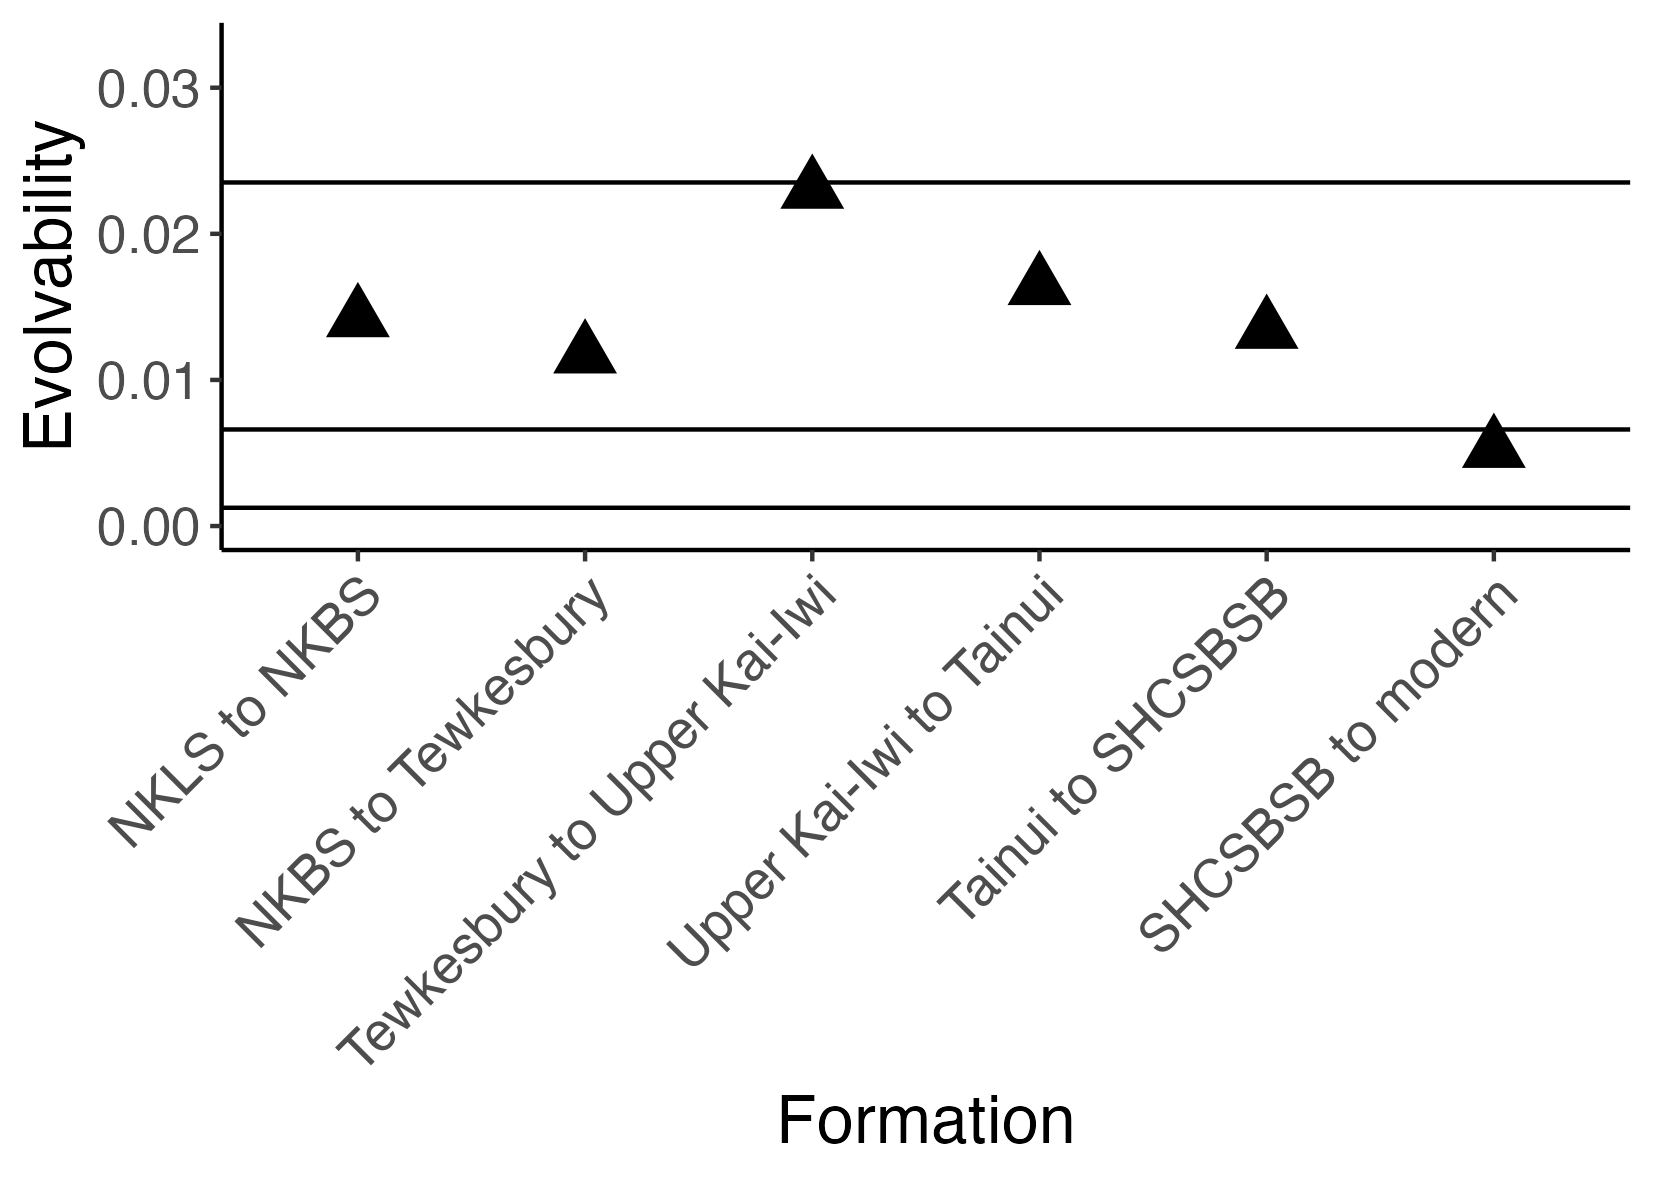 Evolvability
0.03
0.02
0.01
0.00
NKLS to NKBS
NKBS to Tewkesbury
Tewkesbury to Upper Kai-Iwi
Upper Kai-Iwi to Tainui
Tainui to SHCSBSB
SHCSBSB to modern
Formation